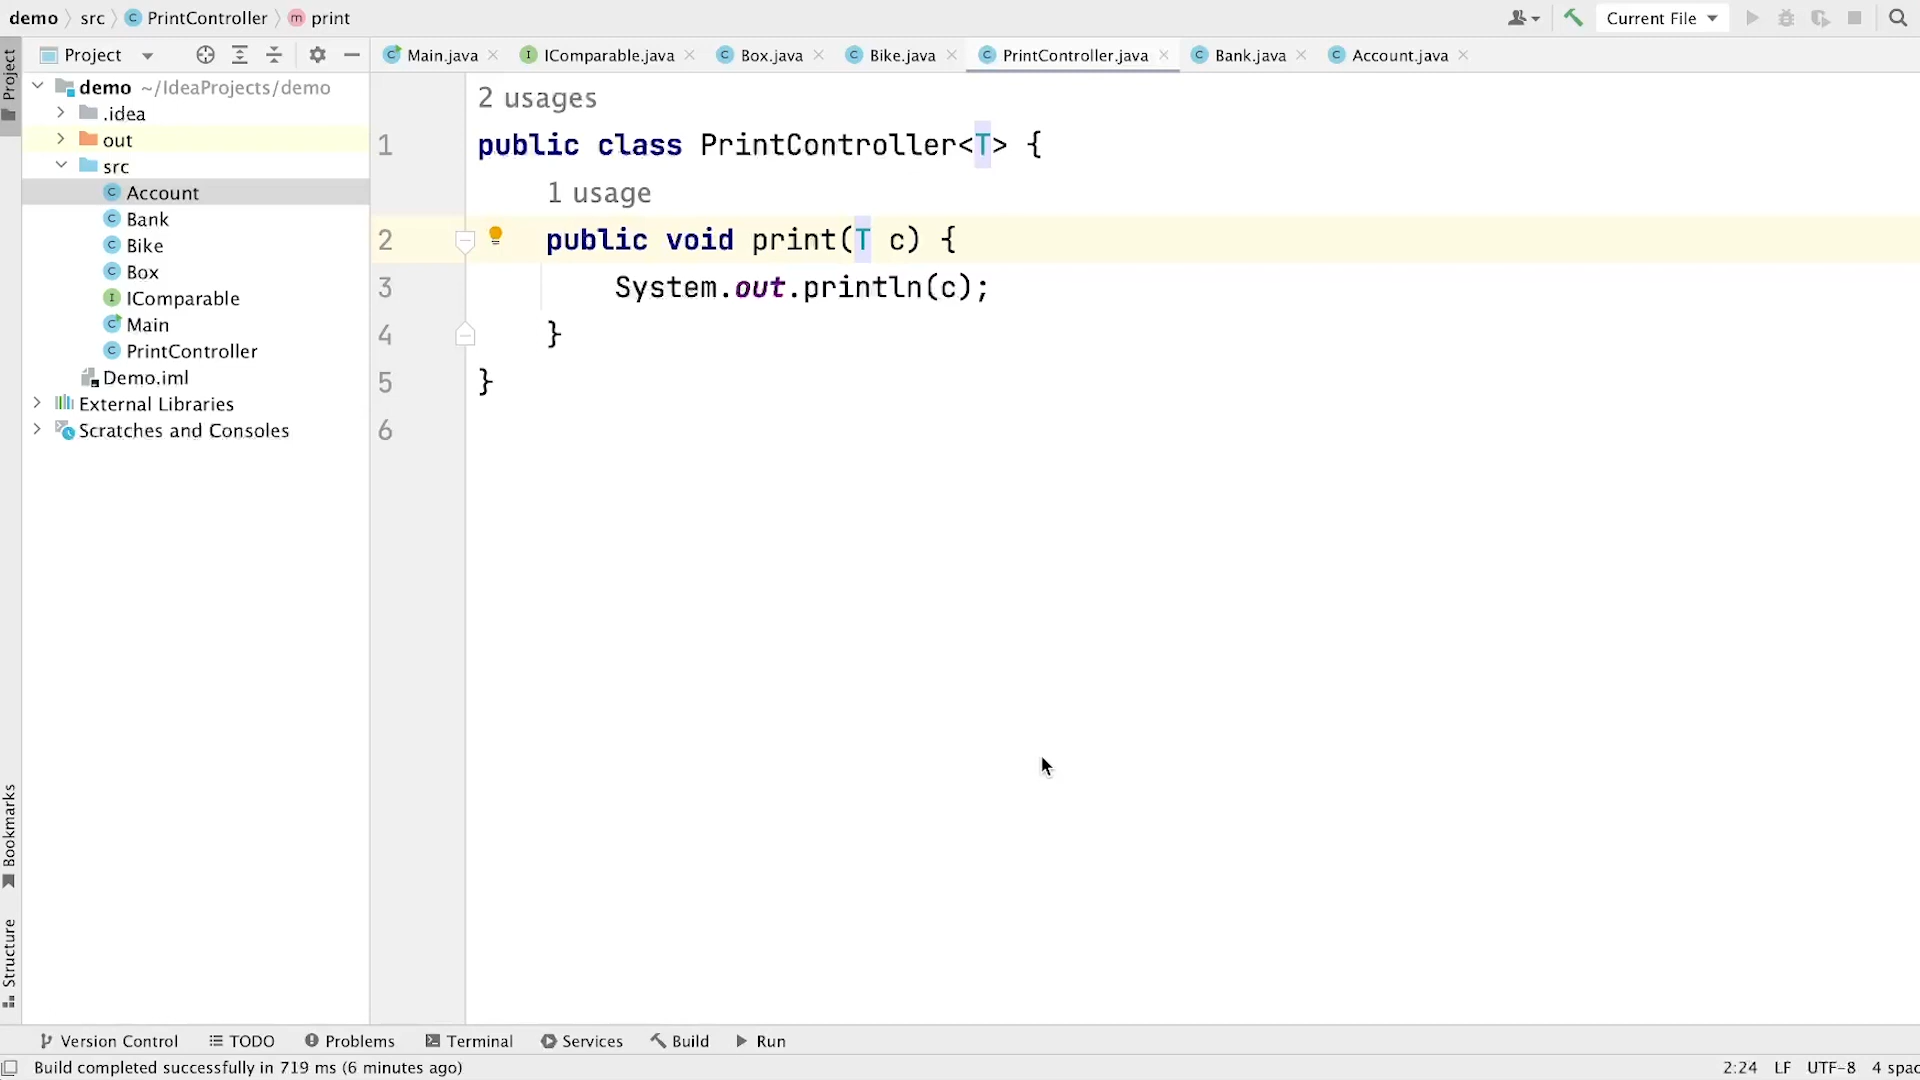 demo src PrintController print
Current File
Project
Main.java IComparable.java Box.java Bike.java PrintController.java Bank.java Account.java
Project
demo ~/IdeaProjects/demo
.idea
out
src
Account
Bank
Bike
Box
IComparable
Main
PrintController
Demo.iml
External Libraries
Scratches and Consoles
2 usages
1 public class PrintController<T> {
1 usage
2 public void print(T c) {
3 System.out.println(c);
4 }
5 }
6
Bookmarks
Structure
Version Control TODO Problems Terminal Services Build Run
Build completed successfully in 719 ms (6 minutes ago)
2:24 LF UTF-8 4 spac